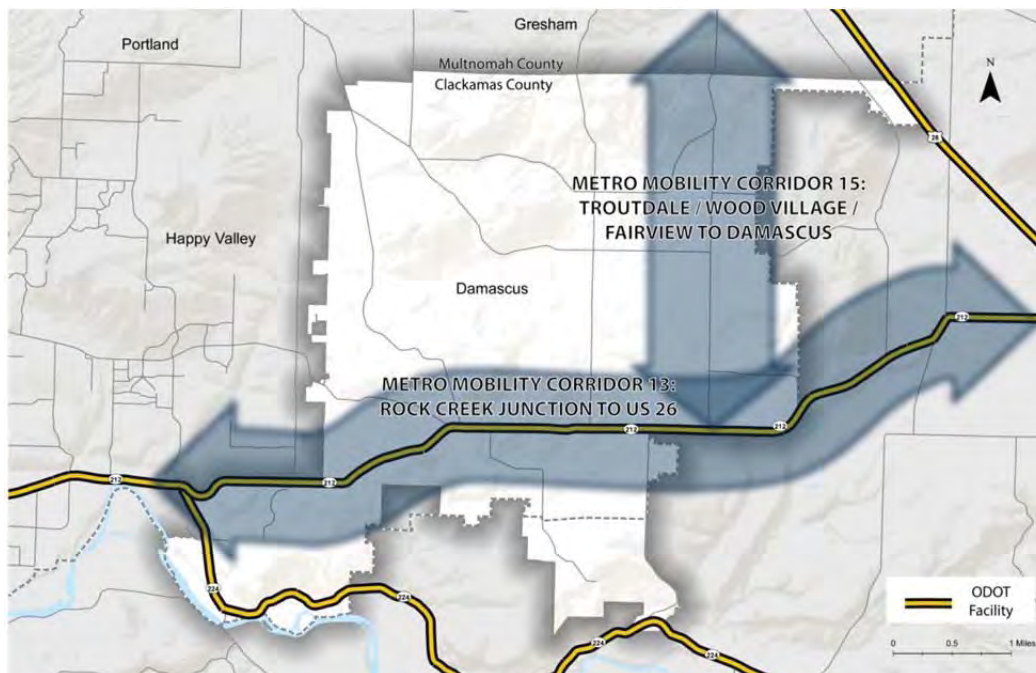 Gresham
Portland
Multnomah County
Clackamas County
N
26
METRO MOBILITY CORRIDOR 15:
TROUTDALE / WOOD VILLAGE /
FAIRVIEW TO DAMASCUS
Happy Valley
Damascus
212
METRO MOBILITY CORRIDOR 13:
ROCK CREEK JUNCTION TO US 26
212
212
212
212
224
224
224
224
ODOT
Facility
0 0.5 1 Miles